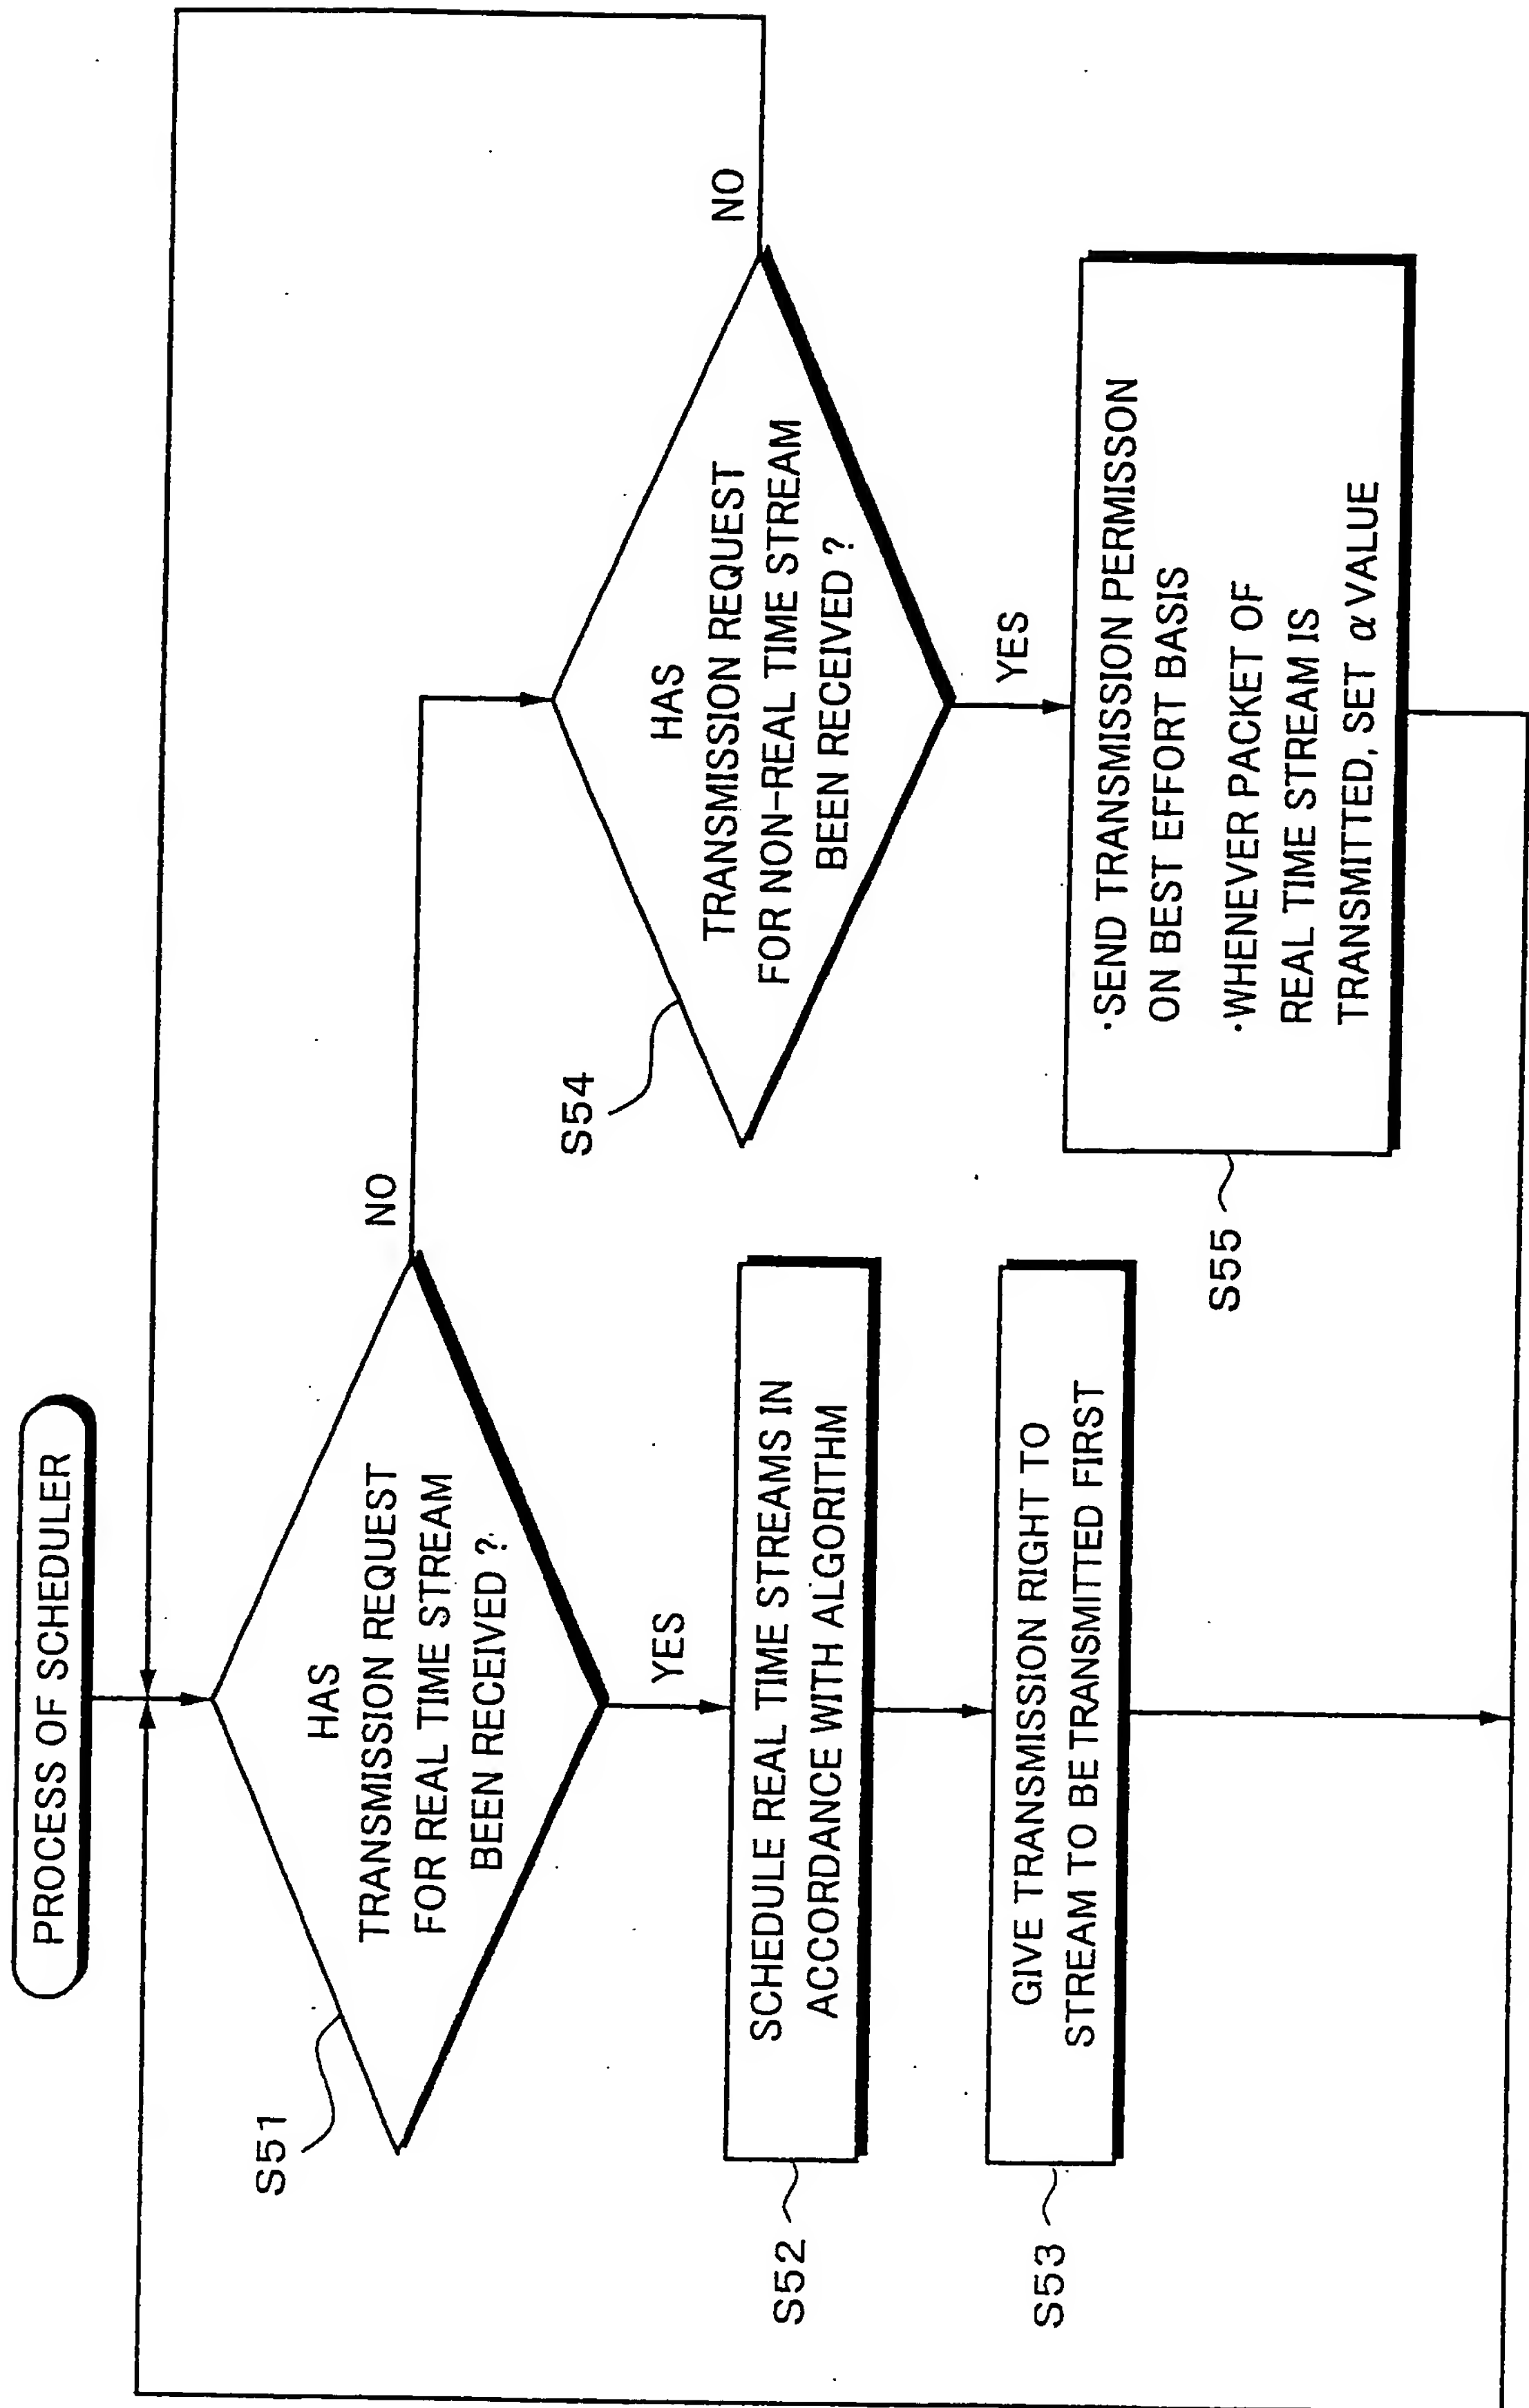 PROCESS OF SCHEDULER
S51
HAS
TRANSMISSION REQUEST
FOR REAL TIME STREAM
BEEN RECEIVED ?
NO
YES
S52
SCHEDULE REAL TIME STREAMS IN
ACCORDANCE WITH ALGORITHM
S53
GIVE TRANSMISSION RIGHT TO
STREAM TO BE TRANSMITTED FIRST
S54
HAS
TRANSMISSION REQUEST
FOR NON-REAL TIME STREAM
BEEN RECEIVED ?
NO
YES
S55
·SEND TRANSMISSION PERMISSON
ON BEST EFFORT BASIS
·WHENEVER PACKET OF
REAL TIME STREAM IS
TRANSMITTED, SET α VALUE